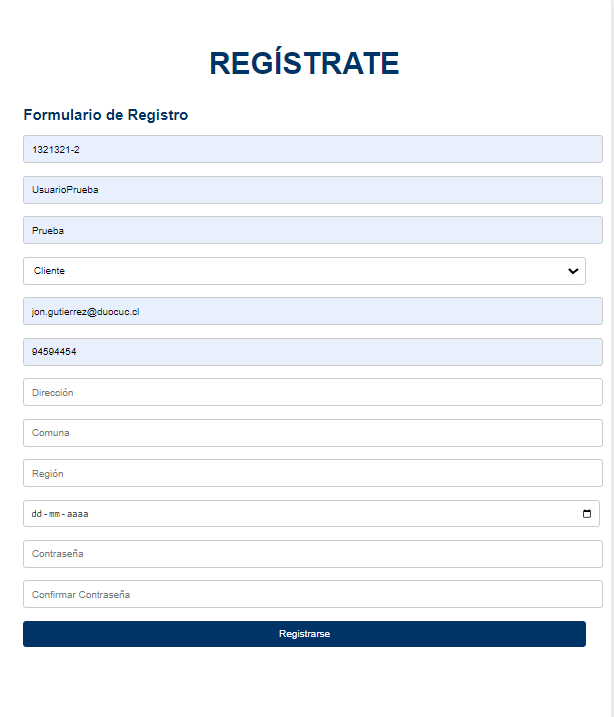 REGÍSTRATE
Formulario de Registro
1321321-2
UsuarioPrueba
Prueba
Cliente
jon.gutierrez@duocuc.cl
94594454
Dirección
Comuna
Región
dd-mm-aaaa
Contraseña
Confirmar Contraseña
Registrarse